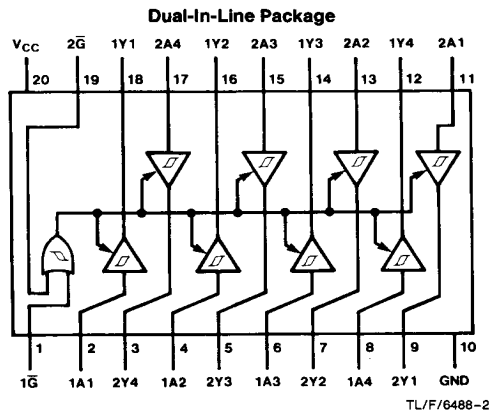 Dual-In-Line Package
VCC 2G̅ 1Y1 2A4 1Y2 2A3 1Y3 2A2 1Y4 2A1
20 19 18 17 16 15 14 13 12 11
1 2 3 4 5 6 7 8 9 10
1G̅ 1A1 2Y4 1A2 2Y3 1A3 2Y2 1A4 2Y1 GND
TL/F/6488–2